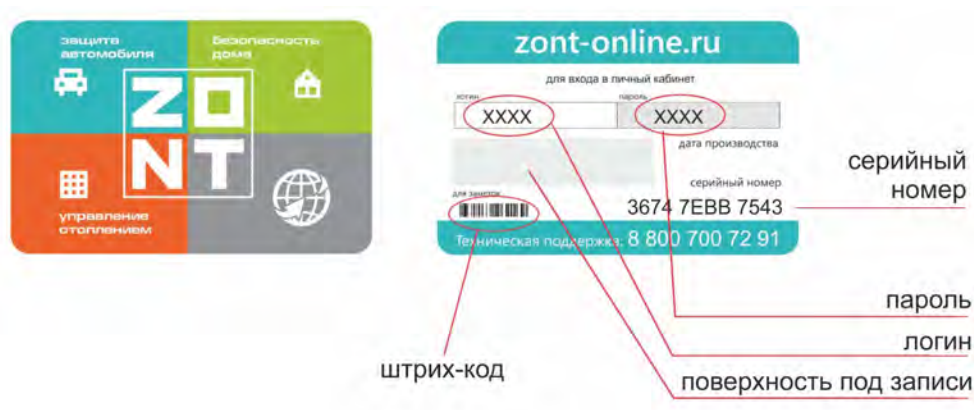 защита
автомобиля
Безопасность
дома
ZO
NT
управление
отоплением
zont-online.ru
для входа в личный кабинет
логин
пароль
XXXX
XXXX
дата производства
серийный номер
для заметок
3674 7EBB 7543
Техническая поддержка: 8 800 700 72 91
серийный
номер
пароль
логин
штрих-код
поверхность под записи